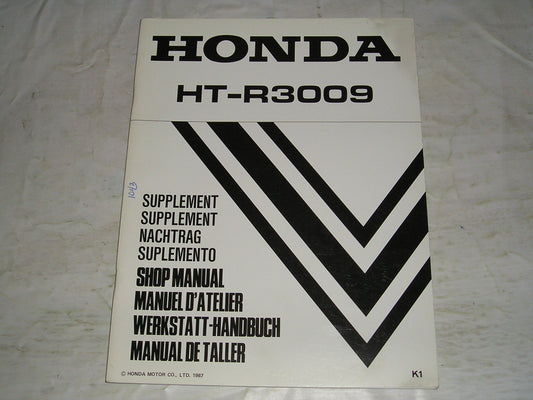 HONDA
HT-R3009
SUPPLEMENT
SUPPLEMENT
NACHTRAG
SUPLEMENTO
SHOP MANUAL
MANUEL D'ATELIER
WERKSTATT-HANDBUCH
MANUAL DE TALLER
© HONDA MOTOR CO., LTD. 1987
K1